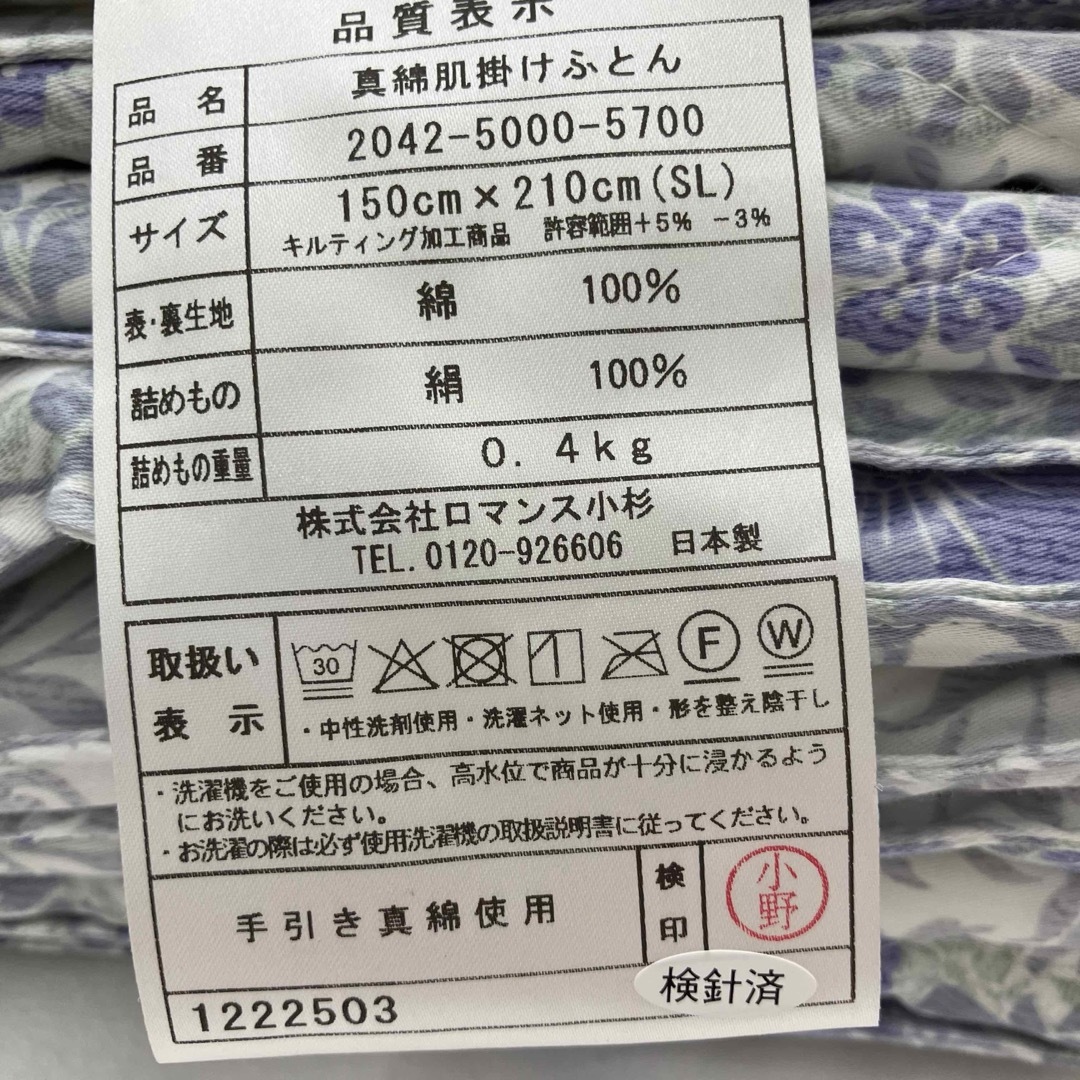 品質表示
品 名 真綿肌掛けふとん
品 番 2042-5000-5700
サイズ 150cm×210cm(SL)
キルティング加工商品 許容範囲+5% −3%
表・裏生地 綿 100%
詰めもの 絹 100%
詰めもの重量 0.4kg
株式会社ロマンス小杉
TEL.0120-926606 日本製
取扱い
表 示
30 F W
・中性洗剤使用・洗濯ネット使用・形を整え陰干し
・洗濯機をご使用の場合、高水位で商品が十分に浸かるよう
にお洗いください。
・お洗濯の際は必ず使用洗濯機の取扱説明書に従ってください。
手引き真綿使用
検印
小野
検針済
1222503